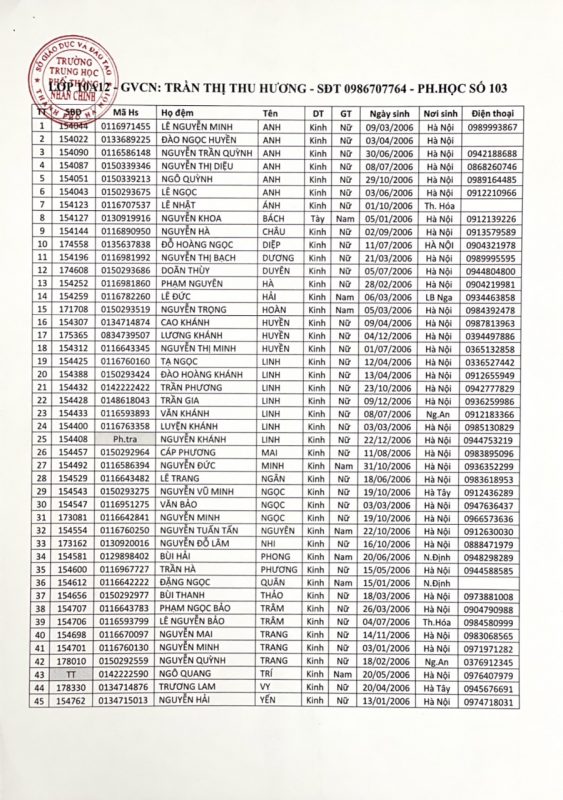 SỞ GIÁO DỤC VÀ ĐÀO TẠO
TRƯỜNG
TRUNG HỌC
PHỔ THÔNG
NHÂN CHÍNH
THÀNH PHỐ HÀ NỘI
LỚP 10A12 - GVCN: TRẦN THỊ THU HƯƠNG - SĐT 0986707764 - PH.HỌC SỐ 103
TT SBD Mã Hs Họ đệm Tên DT GT Ngày sinh Nơi sinh Điện thoại
1 154044 0116971455 LÊ NGUYỄN MINH ANH Kinh Nữ 09/03/2006 Hà Nội 0989993867
2 154022 0133689225 ĐÀO NGỌC HUYỀN ANH Kinh Nữ 03/04/2006 Hà Nội
3 154090 0116586148 NGUYỄN TRẦN QUỲNH ANH Kinh Nữ 30/06/2006 Hà Nội 0942188688
4 154087 0150339346 NGUYỄN THỊ DIỆU ANH Kinh Nữ 08/07/2006 Hà Nội 0868260746
5 154051 0150339213 NGÔ QUỲNH ANH Kinh Nữ 29/10/2006 Hà Nội 0989164485
6 154043 0150293675 LÊ NGỌC ÁNH Kinh Nữ 03/06/2006 Hà Nội 0912210966
7 154123 0116707537 LÊ NHẬT ÁNH Kinh Nữ 01/10/2006 Th. Hóa
8 154127 0130919916 NGUYỄN KHOA BÁCH Tày Nam 05/01/2006 Hà Nội 0912139226
9 154144 0116890950 NGUYỄN HÀ CHÂU Kinh Nữ 02/09/2006 Hà Nội 0913579589
10 174558 0135637838 ĐỖ HOÀNG NGỌC DIỆP Kinh Nữ 11/07/2006 HÀ NỘI 0904321978
11 154196 0116981992 NGUYỄN THỊ BẠCH DƯƠNG Kinh Nữ 21/03/2006 Hà Nội 0989995595
12 174608 0150293686 DOÃN THÙY DUYÊN Kinh Nữ 05/07/2006 Hà Nội 0944804800
13 154252 0116981860 PHẠM NGUYÊN HÀ Kinh Nữ 28/02/2006 Hà Nội 0904219981
14 154259 0116782260 LÊ ĐỨC HẢI Kinh Nam 06/03/2006 LB Nga 0934463858
15 171708 0150293519 NGUYỄN TRỌNG HOÀN Kinh Nam 05/03/2006 Hà Nội 0984392478
16 154307 0134714874 CAO KHÁNH HUYỀN Kinh Nữ 09/04/2006 Hà Nội 0987813963
17 175365 0834739507 LƯƠNG KHÁNH HUYỀN Kinh Nữ 04/12/2006 Hà Nội 0394497886
18 154312 0116643345 NGUYỄN THỊ MINH HUYỀN Kinh Nữ 01/07/2006 Hà Nội 0365132858
19 154425 0116760160 TẠ NGỌC LINH Kinh Nữ 12/04/2006 Hà Nội 0336527442
20 154388 0150293424 ĐÀO HOÀNG KHÁNH LINH Kinh Nữ 13/04/2006 Hà Nội 0912655949
21 154432 0142222422 TRẦN PHƯƠNG LINH Kinh Nữ 23/10/2006 Hà Nội 0942777829
22 154428 0148618043 TRẦN GIA LINH Kinh Nữ 09/12/2006 Hà Nội 0936258986
23 154433 0116593893 VĂN KHÁNH LINH Kinh Nữ 08/07/2006 Ng.An 0912183366
24 154400 0116763358 LUYỆN KHÁNH LINH Kinh Nữ 03/03/2006 Hà Nội 0985130829
25 154408 Ph.tra NGUYỄN KHÁNH LINH Kinh Nữ 22/12/2006 Hà Nội 0944753219
26 154457 0150292964 CÁP PHƯƠNG MAI Kinh Nữ 11/08/2006 Hà Nội 0983895096
27 154492 0116586394 NGUYỄN ĐỨC MINH Kinh Nam 31/10/2006 Hà Nội 0936352299
28 154529 0116643482 LÊ TRANG NGÂN Kinh Nữ 18/06/2006 Hà Nội 0983618953
29 154543 0150293275 NGUYỄN VŨ MINH NGỌC Kinh Nữ 19/10/2006 Hà Tây 0912436289
30 154547 0116951275 VĂN BẢO NGỌC Kinh Nữ 03/03/2006 Hà Nội 0947636437
31 173081 0116642841 NGUYỄN MINH NGỌC Kinh Nữ 19/10/2006 Hà Nội 0966573636
32 154554 0116760250 NGUYỄN TUẤN TẤN NGUYÊN Kinh Nam 22/10/2006 Hà Nội 0912630030
33 173162 0130920016 NGUYỄN ĐỖ LÂM NHI Kinh Nữ 16/10/2006 Hà Nội 0888471979
34 154581 0129898402 BÙI HẢI PHONG Kinh Nam 20/06/2006 N.Định 0948298289
35 154600 0116967727 TRẦN HÀ PHƯƠNG Kinh Nữ 15/05/2006 Hà Nội 0944588585
36 154612 0116642222 ĐẶNG NGỌC QUÂN Kinh Nam 15/01/2006 N.Định
37 154656 0150292977 BÙI THANH THẢO Kinh Nữ 18/03/2006 Hà Nội 0973881008
38 154707 0116643783 PHẠM NGỌC BẢO TRÂM Kinh Nữ 26/03/2006 Hà Nội 0904790988
39 154706 0116593799 LÊ NGUYỄN BẢO TRÂM Kinh Nữ 04/07/2006 Th.Hóa 0984580999
40 154698 0116670097 NGUYỄN MAI TRANG Kinh Nữ 14/11/2006 Hà Nội 0983068565
41 154701 0116760130 NGUYỄN MINH TRANG Kinh Nữ 03/01/2006 Hà Nội 0971971282
42 178010 0150292559 NGUYỄN QUỲNH TRANG Kinh Nữ 18/02/2006 Ng.An 0376912345
43 TT 0142222590 NGÔ QUANG TRÍ Kinh Nam 20/05/2006 Hà Nội 0976407979
44 178330 0134714876 TRƯƠNG LAM VY Kinh Nữ 20/04/2006 Hà Tây 0945676691
45 154762 0134715013 NGUYỄN HẢI YẾN Kinh Nữ 13/01/2006 Hà Nội 0974718031